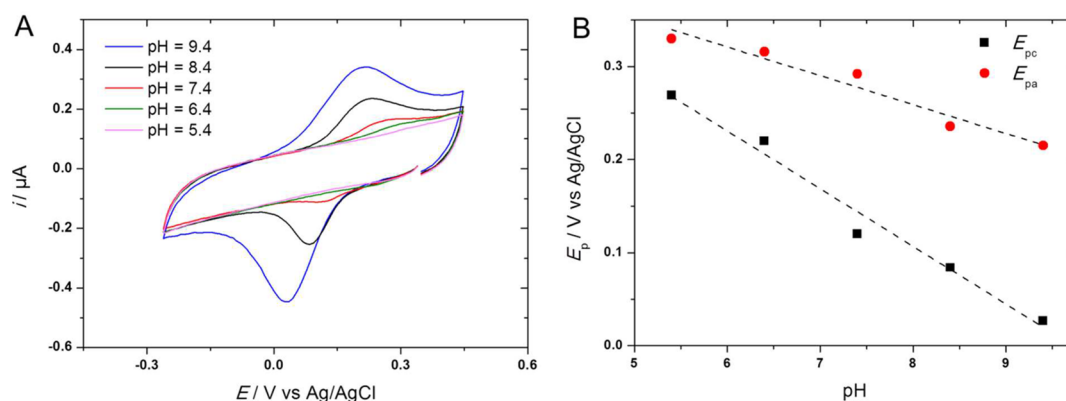 A
pH = 9.4
pH = 8.4
pH = 7.4
pH = 6.4
pH = 5.4
0.4
0.2
0.0
-0.2
-0.4
-0.6
i / µA
-0.3
0.0
0.3
0.6
E / V vs Ag/AgCl
B
Epc
Epa
0.3
0.2
0.1
0.0
Ep / V vs Ag/AgCl
5
6
7
8
9
pH